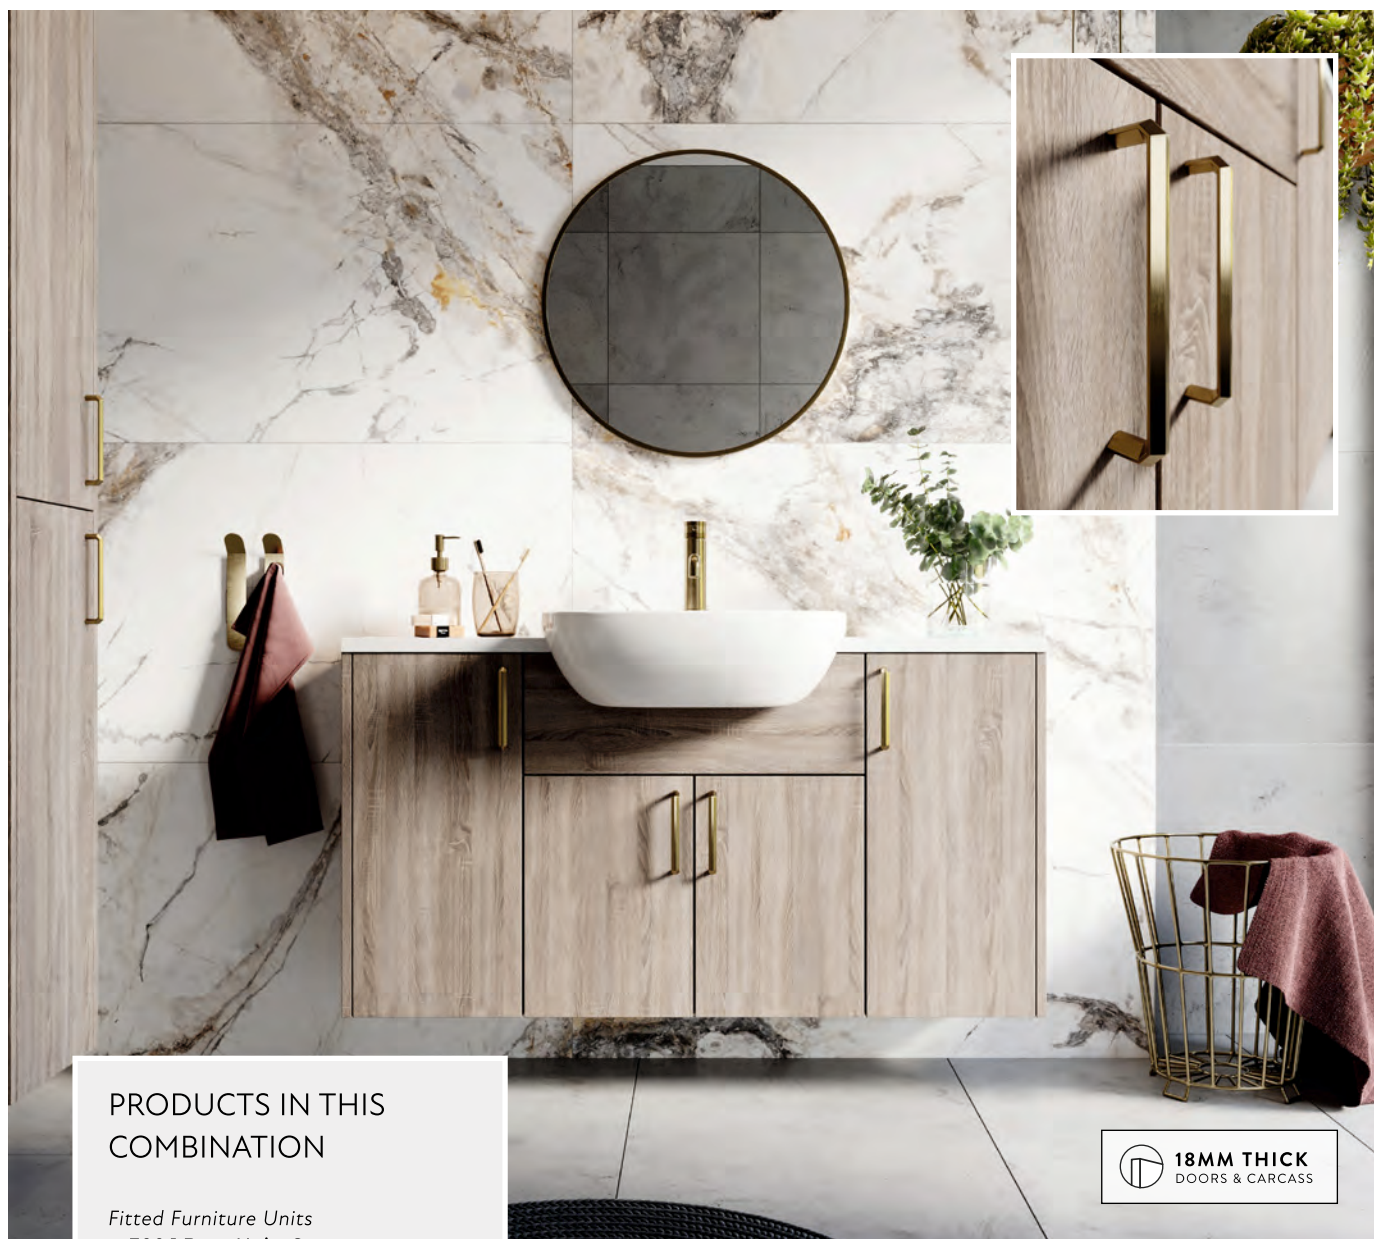 PRODUCTS IN THIS
COMBINATION
Fitted Furniture Units
18MM THICK
DOORS & CARCASS